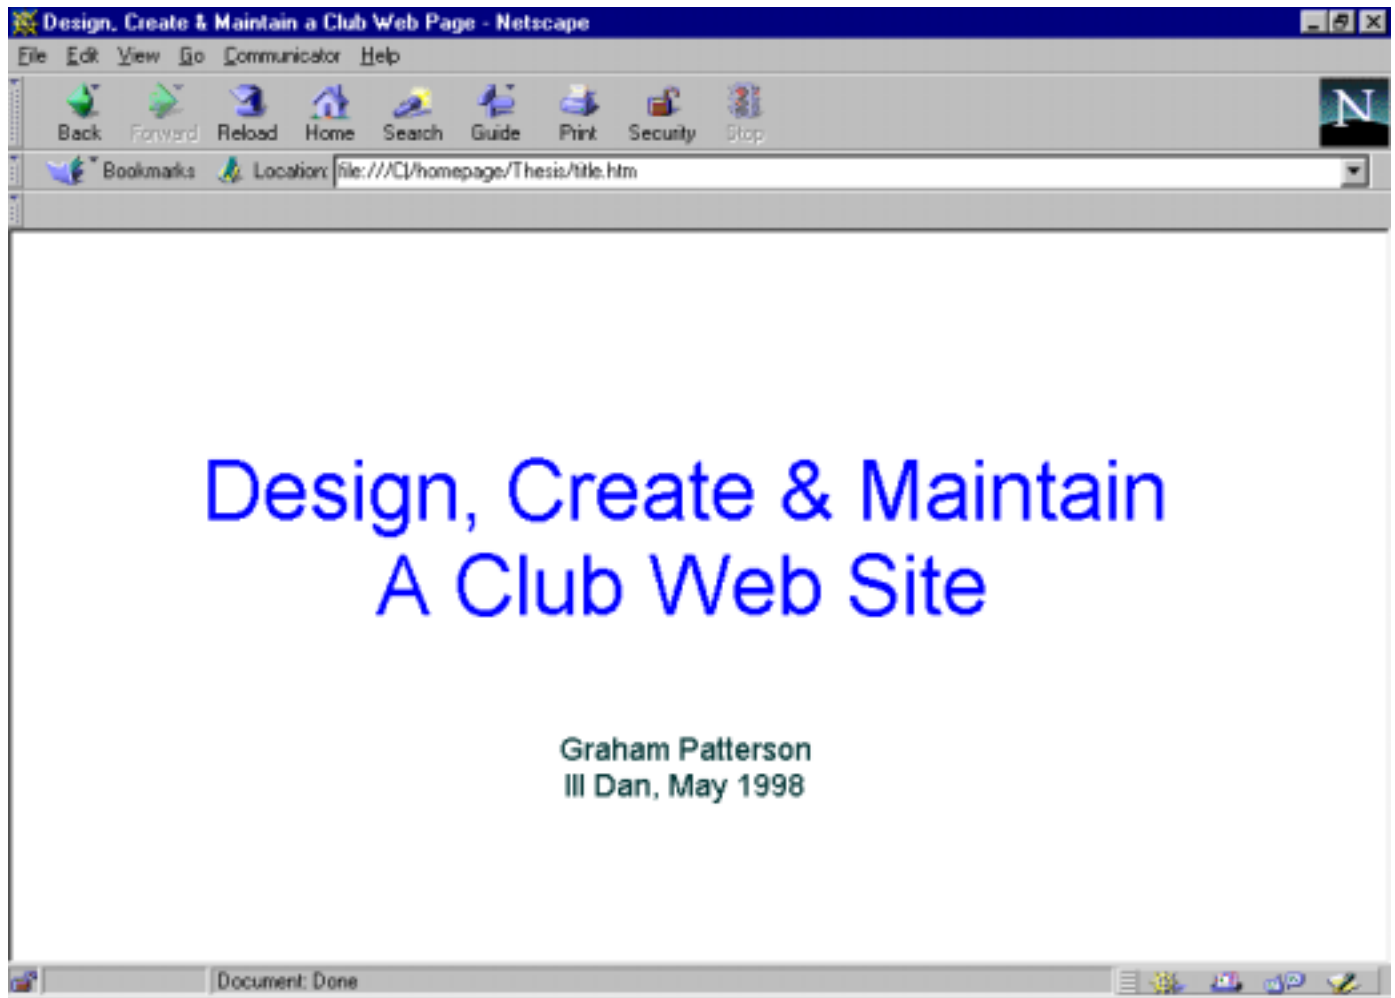 Design, Create & Maintain a Club Web Page - Netscape
File Edit View Go Communicator Help
N
Back Forward Reload Home Search Guide Print Security Stop
Bookmarks Location: file:///C|/homepage/Thesis/title.htm
Design, Create & Maintain
A Club Web Site
Graham Patterson
III Dan, May 1998
Document: Done